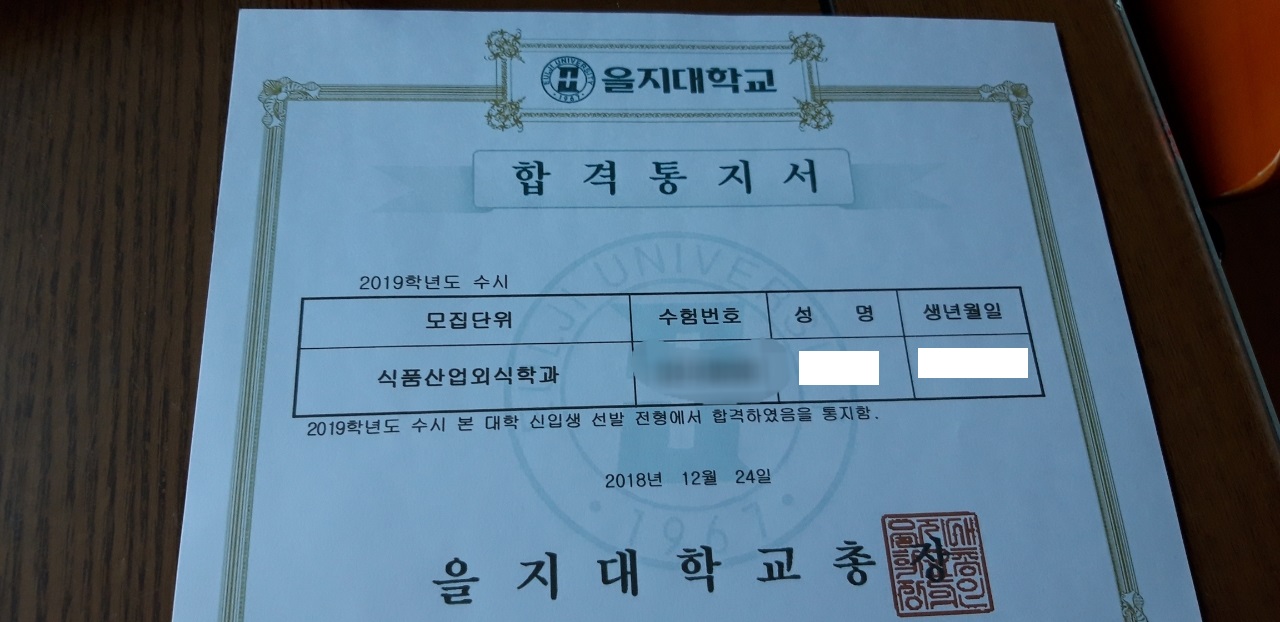 EULJI UNIVERSITY
1967
을지대학교
합 격 통 지 서
2019학년도 수시
모집단위 수험번호 성 명 생년월일
식품산업외식학과
2019학년도 수시 본 대학 신입생 선발 전형에서 합격하였음을 통지함.
2018년 12월 24일
1967
을 지 대 학 교 총 장